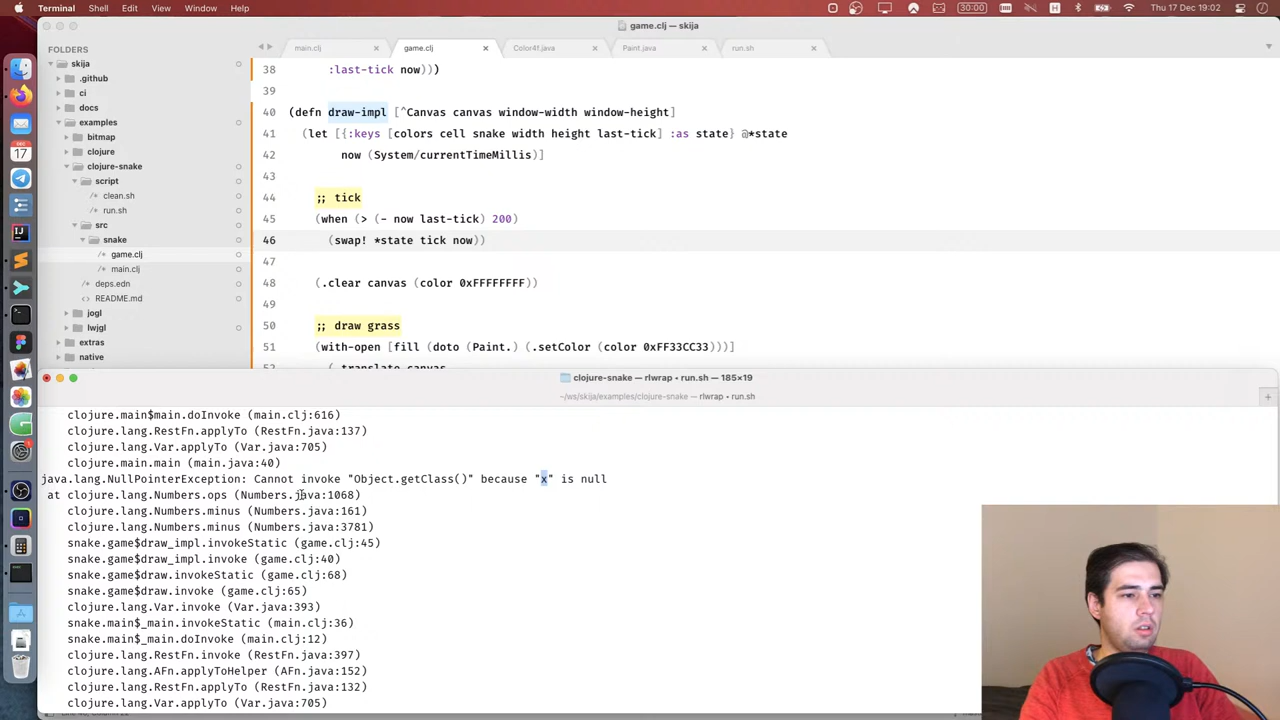 Terminal Shell Edit View Window Help
30000
Thu 17 Dec 19:02
game.clj — skija
FOLDERS
main.clj
game.clj
Color4f.java
Paint.java
run.sh
skija
.github
ci
docs
examples
bitmap
clojure
clojure-snake
script
clean.sh
run.sh
src
snake
game.clj
main.clj
deps.edn
README.md
jogl
lwjgl
extras
native
38 :last-tick now)))
39
40 (defn draw-impl [^Canvas canvas window-width window-height]
41 (let [{:keys [colors cell snake width height last-tick] :as state} @*state
42 now (System/currentTimeMillis)]
43
44 ;; tick
45 (when (> (- now last-tick) 200)
46 (swap! *state tick now))
47
48 (.clear canvas (color 0xFFFFFFFF))
49
50 ;; draw grass
51 (with-open [fill (doto (Paint.) (.setColor (color 0xFF33CC33)))]
52 (.translate canvas
clojure-snake — rlwrap • run.sh — 185×19
~/ws/skija/examples/clojure-snake — rlwrap • run.sh
clojure.main$main.doInvoke (main.clj:616)
clojure.lang.RestFn.applyTo (RestFn.java:137)
clojure.lang.Var.applyTo (Var.java:705)
clojure.main.main (main.java:40)
java.lang.NullPointerException: Cannot invoke "Object.getClass()" because "x" is null
at clojure.lang.Numbers.ops (Numbers.java:1068)
clojure.lang.Numbers.minus (Numbers.java:161)
clojure.lang.Numbers.minus (Numbers.java:3781)
snake.game$draw_impl.invokeStatic (game.clj:45)
snake.game$draw_impl.invoke (game.clj:40)
snake.game$draw.invokeStatic (game.clj:68)
snake.game$draw.invoke (game.clj:65)
clojure.lang.Var.invoke (Var.java:393)
snake.main$_main.invokeStatic (main.clj:36)
snake.main$_main.doInvoke (main.clj:12)
clojure.lang.RestFn.invoke (RestFn.java:397)
clojure.lang.AFn.applyToHelper (AFn.java:152)
clojure.lang.RestFn.applyTo (RestFn.java:132)
clojure.lang.Var.applyTo (Var.java:705)